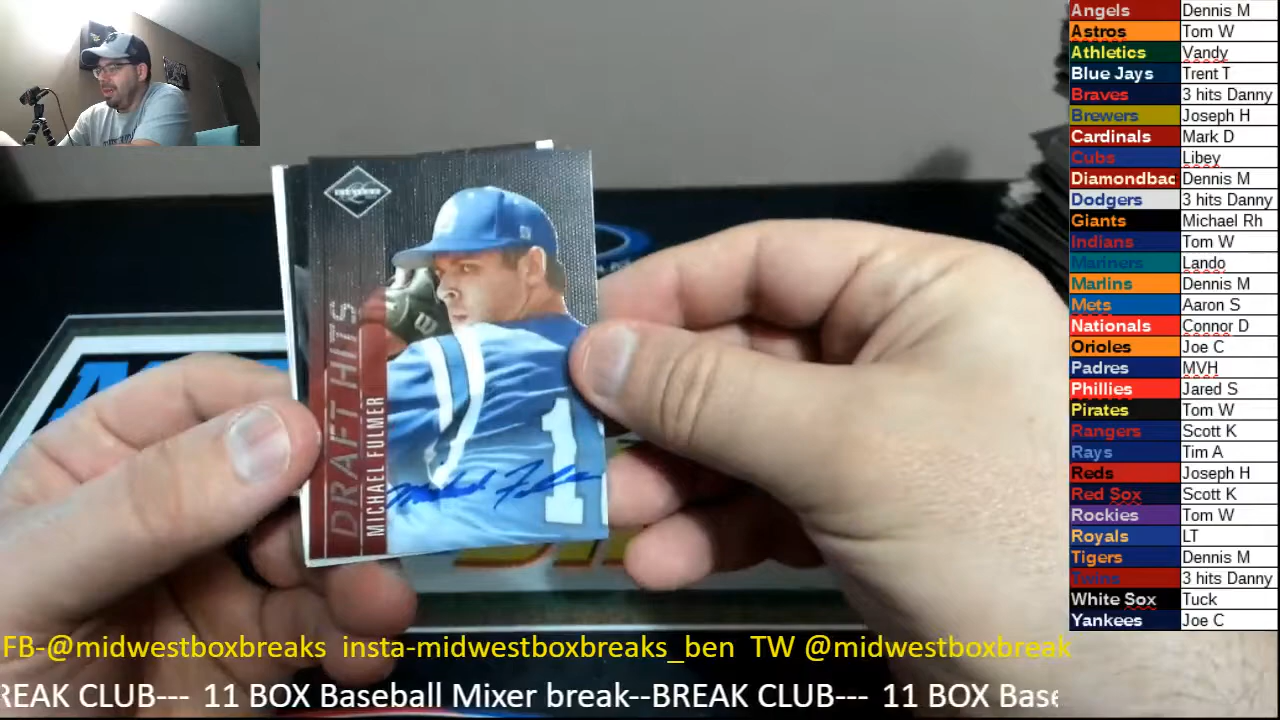 LIMITED
DRAFT HITS
MICHAEL FULMER
Michael Fulmer
1
Angels Dennis M
Astros Tom W
Athletics Vandy
Blue Jays Trent T
Braves 3 hits Danny
Brewers Joseph H
Cardinals Mark D
Cubs Libey
Diamondbac Dennis M
Dodgers 3 hits Danny
Giants Michael Rh
Indians Tom W
Mariners Lando
Marlins Dennis M
Mets Aaron S
Nationals Connor D
Orioles Joe C
Padres MVH
Phillies Jared S
Pirates Tom W
Rangers Scott K
Rays Tim A
Reds Joseph H
Red Sox Scott K
Rockies Tom W
Royals LT
Tigers Dennis M
Twins 3 hits Danny
White Sox Tuck
Yankees Joe C
FB-@midwestboxbreaks insta-midwestboxbreaks_ben TW @midwestboxbreak
REAK CLUB--- 11 BOX Baseball Mixer break--BREAK CLUB--- 11 BOX Base